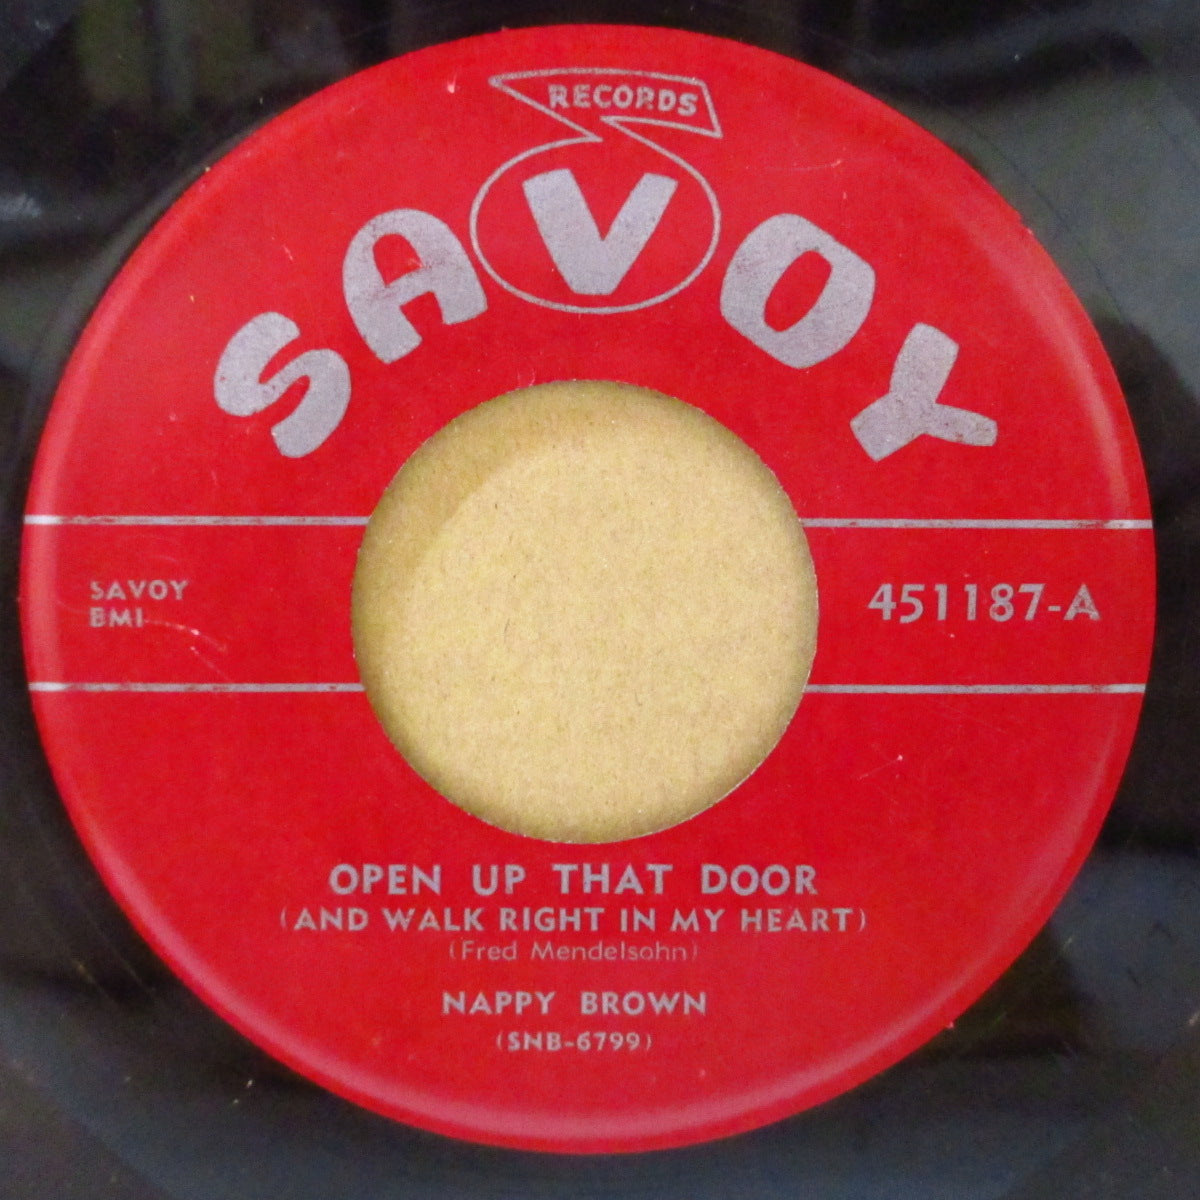 RECORDS
SAVOY
SAVOY
BMI
451187-A
OPEN UP THAT DOOR
(AND WALK RIGHT IN MY HEART)
(Fred Mendelsohn)
NAPPY BROWN
(SNB-6799)